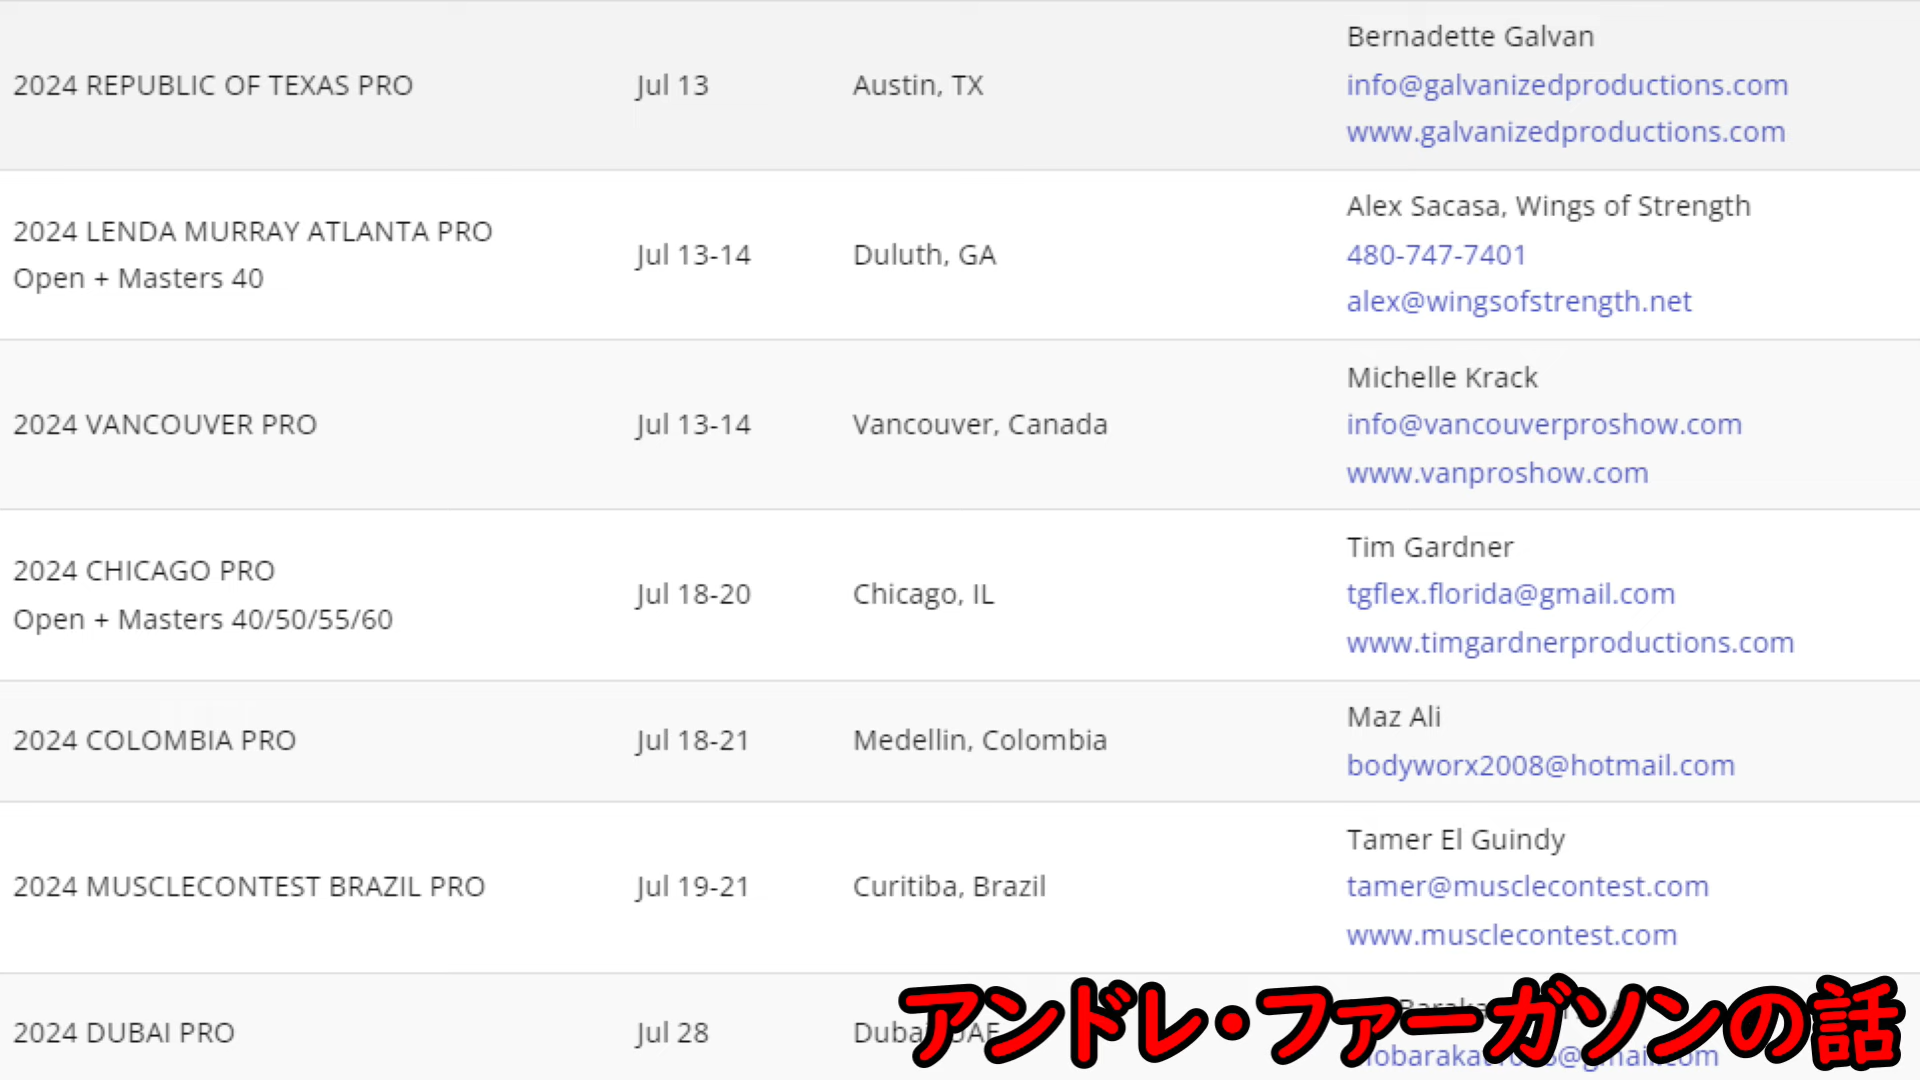 2024 REPUBLIC OF TEXAS PRO
Jul 13
Austin, TX
Bernadette Galvan
info@galvanizedproductions.com
www.galvanizedproductions.com
2024 LENDA MURRAY ATLANTA PRO
Open + Masters 40
Jul 13-14
Duluth, GA
Alex Sacasa, Wings of Strength
480-747-7401
alex@wingsofstrength.net
2024 VANCOUVER PRO
Jul 13-14
Vancouver, Canada
Michelle Krack
info@vancouverproshow.com
www.vanproshow.com
2024 CHICAGO PRO
Open + Masters 40/50/55/60
Jul 18-20
Chicago, IL
Tim Gardner
tgflex.florida@gmail.com
www.timgardnerproductions.com
2024 COLOMBIA PRO
Jul 18-21
Medellin, Colombia
Maz Ali
bodyworx2008@hotmail.com
2024 MUSCLECONTEST BRAZIL PRO
Jul 19-21
Curitiba, Brazil
Tamer El Guindy
tamer@musclecontest.com
www.musclecontest.com
2024 DUBAI PRO
Jul 28
アンドレ・ファーガソンの話